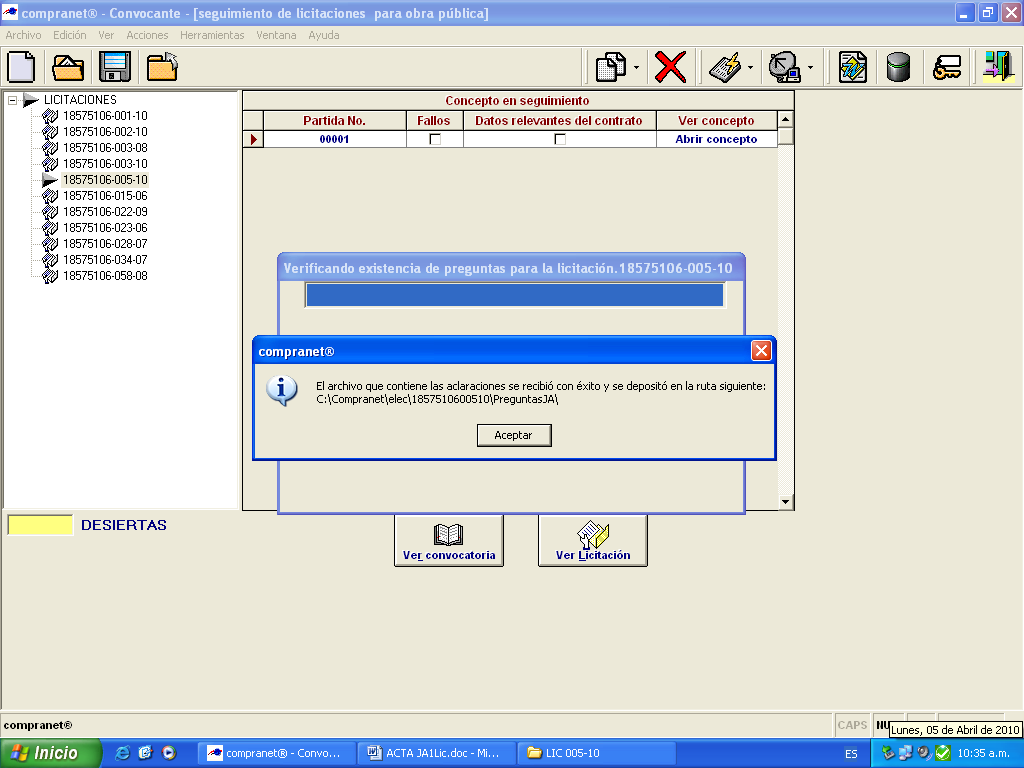 compranet® - Convocante - [seguimiento de licitaciones  para obra pública]
Archivo Edición Ver Acciones Herramientas Ventana Ayuda
LICITACIONES
18575106-001-10
18575106-002-10
18575106-003-08
18575106-003-10
18575106-005-10
18575106-015-06
18575106-022-09
18575106-023-06
18575106-028-07
18575106-034-07
18575106-058-08
Concepto en seguimiento
Partida No. Fallos Datos relevantes del contrato Ver concepto
00001 Abrir concepto
Verificando existencia de preguntas para la licitación.18575106-005-10
compranet®
El archivo que contiene las aclaraciones se recibió con éxito y se depositó en la ruta siguiente:
C:\Compranet\elec\1857510600510\PreguntasJA\
Aceptar
DESIERTAS
Ver convocatoria
Ver Licitación
compranet®
CAPS
Lunes, 05 de Abril de 2010
Inicio
compranet® - Convo...
ACTA JA1Lic.doc - Mi...
LIC 005-10
ES
10:35 a.m.